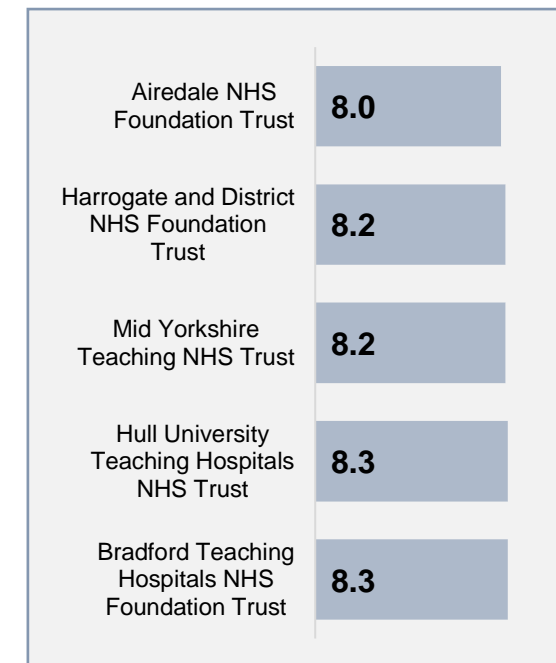 Airedale NHS
Foundation Trust
8.0
Harrogate and District
NHS Foundation
Trust
8.2
Mid Yorkshire
Teaching NHS Trust
8.2
Hull University
Teaching Hospitals
NHS Trust
8.3
Bradford Teaching
Hospitals NHS
Foundation Trust
8.3